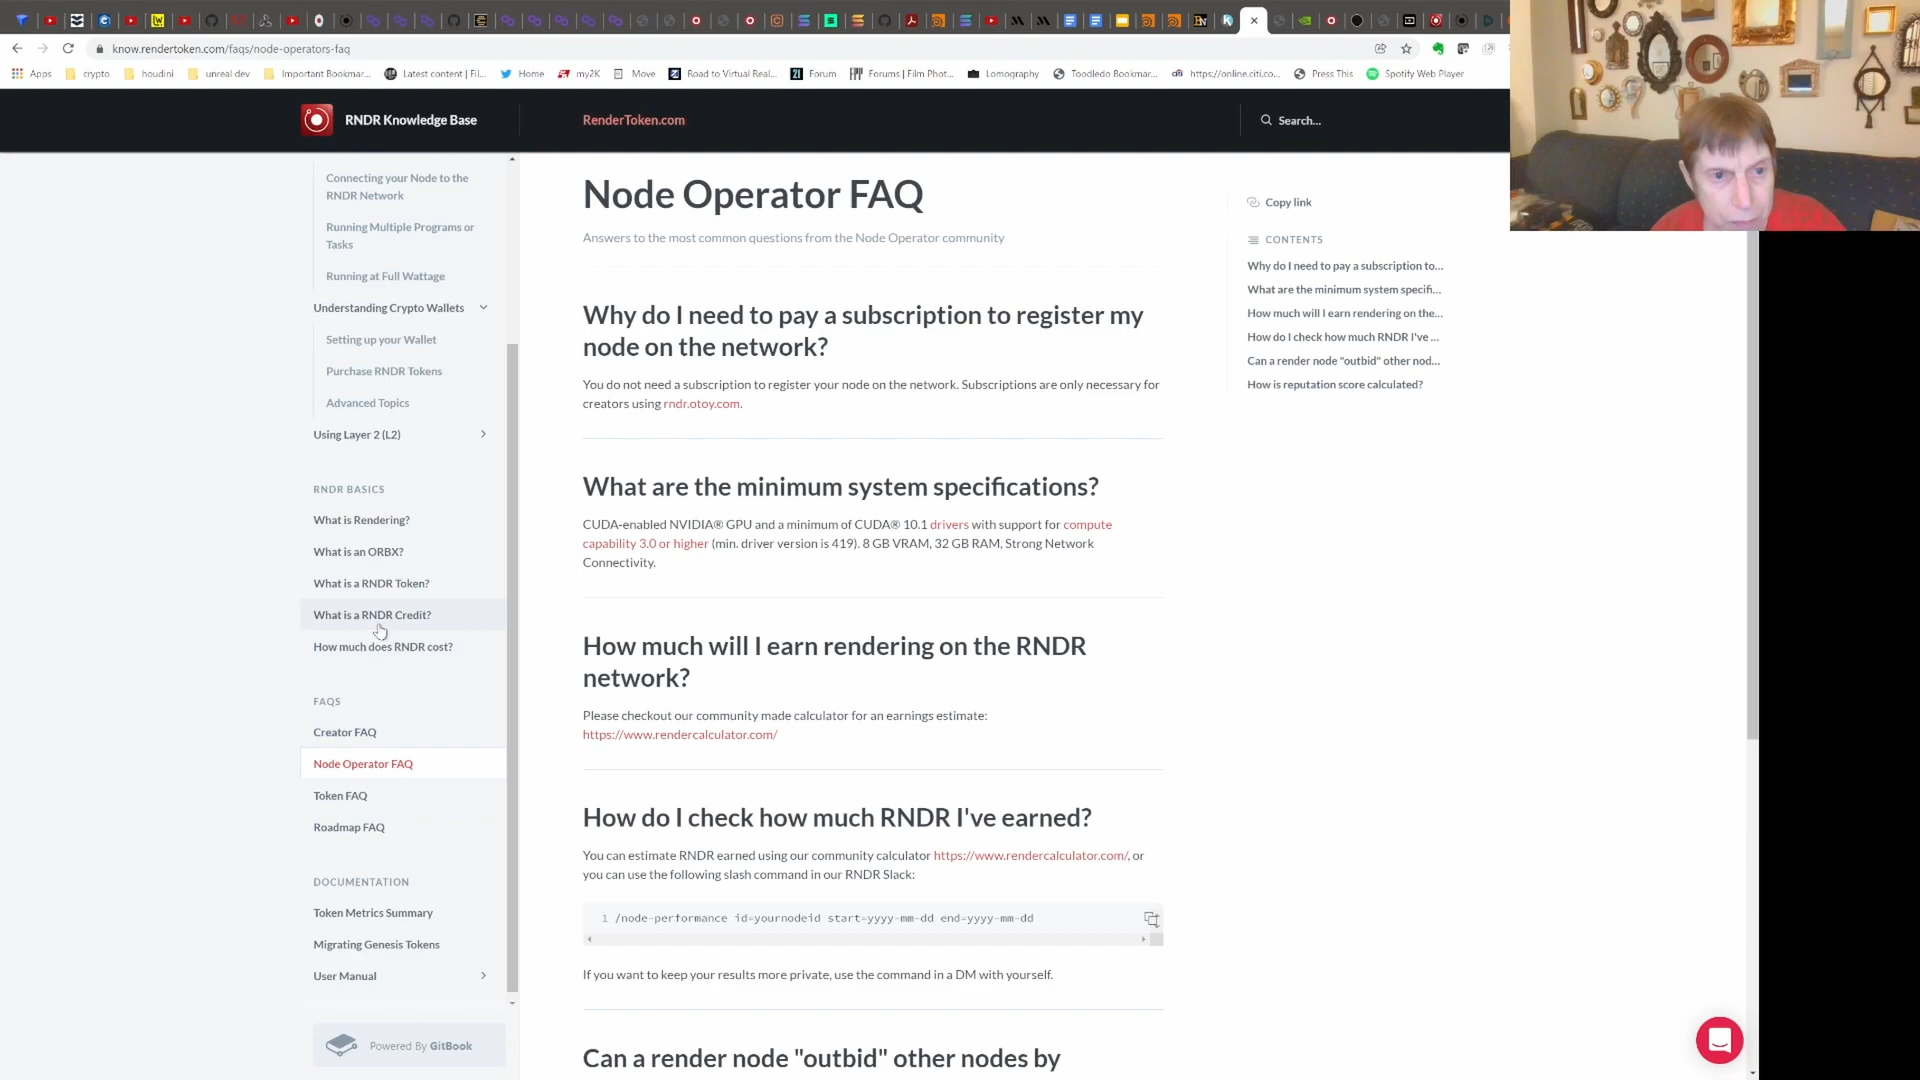 know.rendertoken.com/faqs/node-operators-faq
Apps
crypto
houdini
unreal dev
Important Bookmar...
Latest content | Fil...
Home
my2K
Move
Road to Virtual Real...
Forum
Forums | Film Phot...
Lomography
Toodledo Bookmar...
https://online.citi.co...
Press This
Spotify Web Player
RNDR Knowledge Base
RenderToken.com
Search...
Connecting your Node to the
RNDR Network
Running Multiple Programs or
Tasks
Running at Full Wattage
Understanding Crypto Wallets
Setting up your Wallet
Purchase RNDR Tokens
Advanced Topics
Using Layer 2 (L2)
RNDR BASICS
What is Rendering?
What is an ORBX?
What is a RNDR Token?
What is a RNDR Credit?
How much does RNDR cost?
FAQS
Creator FAQ
Node Operator FAQ
Token FAQ
Roadmap FAQ
DOCUMENTATION
Token Metrics Summary
Migrating Genesis Tokens
User Manual
Powered By GitBook
Node Operator FAQ
Answers to the most common questions from the Node Operator community
Why do I need to pay a subscription to register my
node on the network?
You do not need a subscription to register your node on the network. Subscriptions are only necessary for
creators using rndr.otoy.com.
What are the minimum system specifications?
CUDA-enabled NVIDIA® GPU and a minimum of CUDA® 10.1 drivers with support for compute
capability 3.0 or higher (min. driver version is 419). 8 GB VRAM, 32 GB RAM, Strong Network
Connectivity.
How much will I earn rendering on the RNDR
network?
Please checkout our community made calculator for an earnings estimate:
https://www.rendercalculator.com/
How do I check how much RNDR I've earned?
You can estimate RNDR earned using our community calculator https://www.rendercalculator.com/, or
you can use the following slash command in our RNDR Slack:
1 /node-performance id=yournodeid start=yyyy-mm-dd end=yyyy-mm-dd
If you want to keep your results more private, use the command in a DM with yourself.
Can a render node "outbid" other nodes by
Copy link
CONTENTS
Why do I need to pay a subscription to...
What are the minimum system specifi...
How much will I earn rendering on the...
How do I check how much RNDR I've ...
Can a render node "outbid" other nod...
How is reputation score calculated?